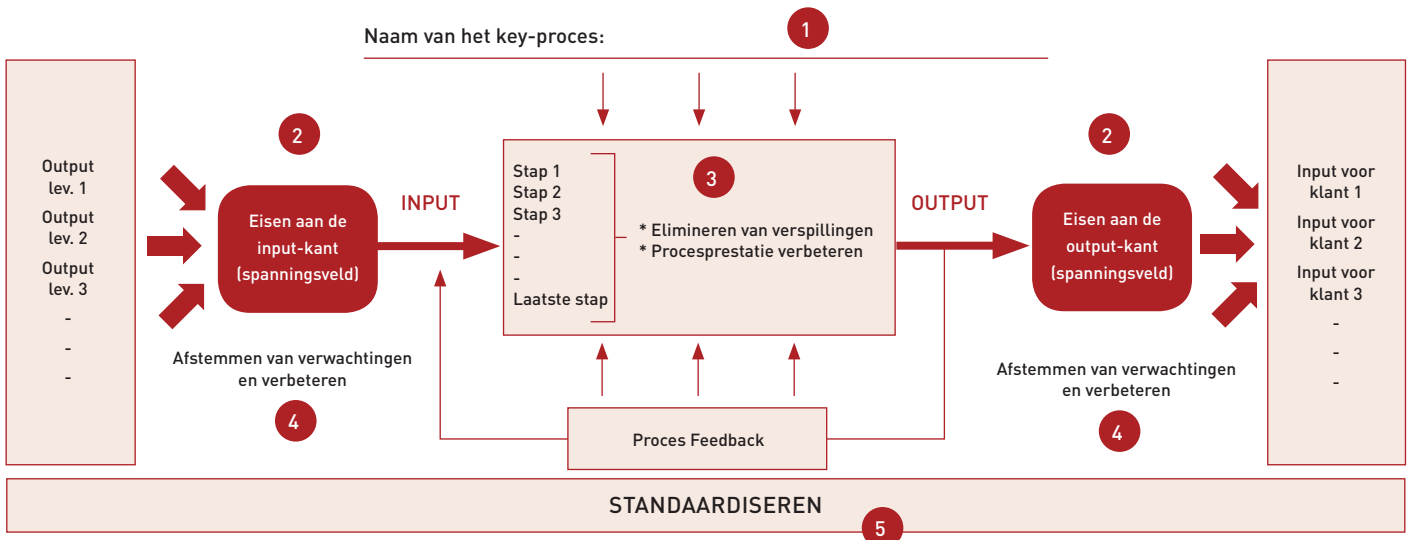 Naam van het key-proces:
1
Output
lev. 1
Output
lev. 2
Output
lev. 3
-
-
-
2
Eisen aan de
input-kant
(spanningsveld)
Afstemmen van verwachtingen
en verbeteren
4
INPUT
Stap 1
Stap 2
Stap 3
-
-
-
Laatste stap
3
* Elimineren van verspillingen
* Procesprestatie verbeteren
Proces Feedback
OUTPUT
2
Eisen aan de
output-kant
(spanningsveld)
Afstemmen van verwachtingen
en verbeteren
4
Input voor
klant 1
Input voor
klant 2
Input voor
klant 3
-
-
-
STANDAARDISEREN
5